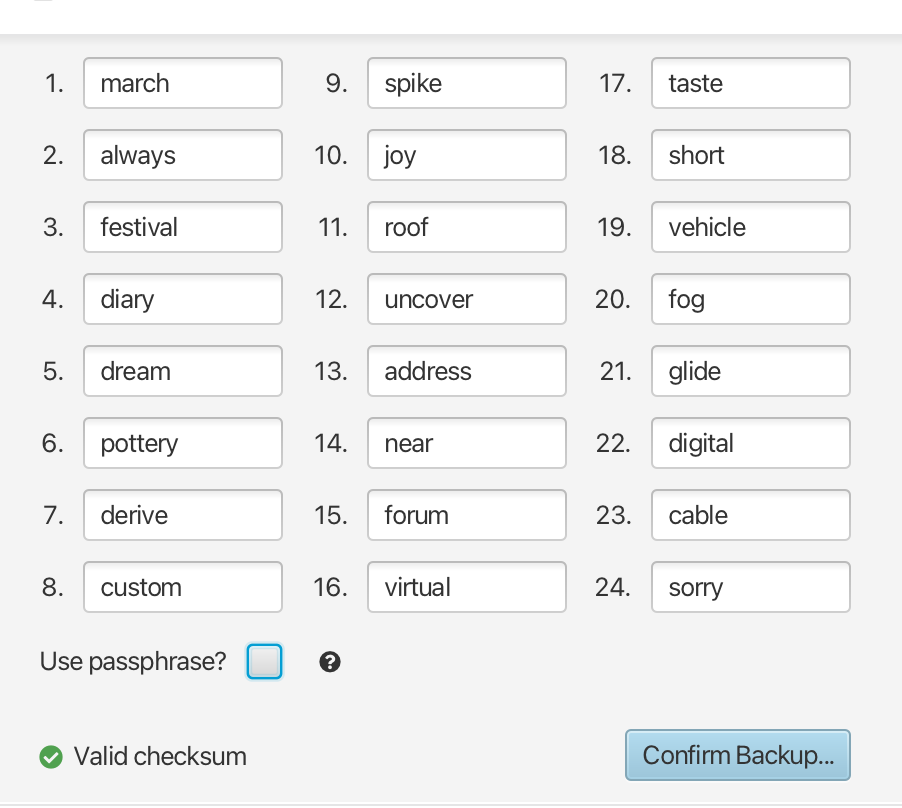 1. march 9. spike 17. taste
2. always 10. joy 18. short
3. festival 11. roof 19. vehicle
4. diary 12. uncover 20. fog
5. dream 13. address 21. glide
6. pottery 14. near 22. digital
7. derive 15. forum 23. cable
8. custom 16. virtual 24. sorry
Use passphrase? ?
Valid checksum Confirm Backup...